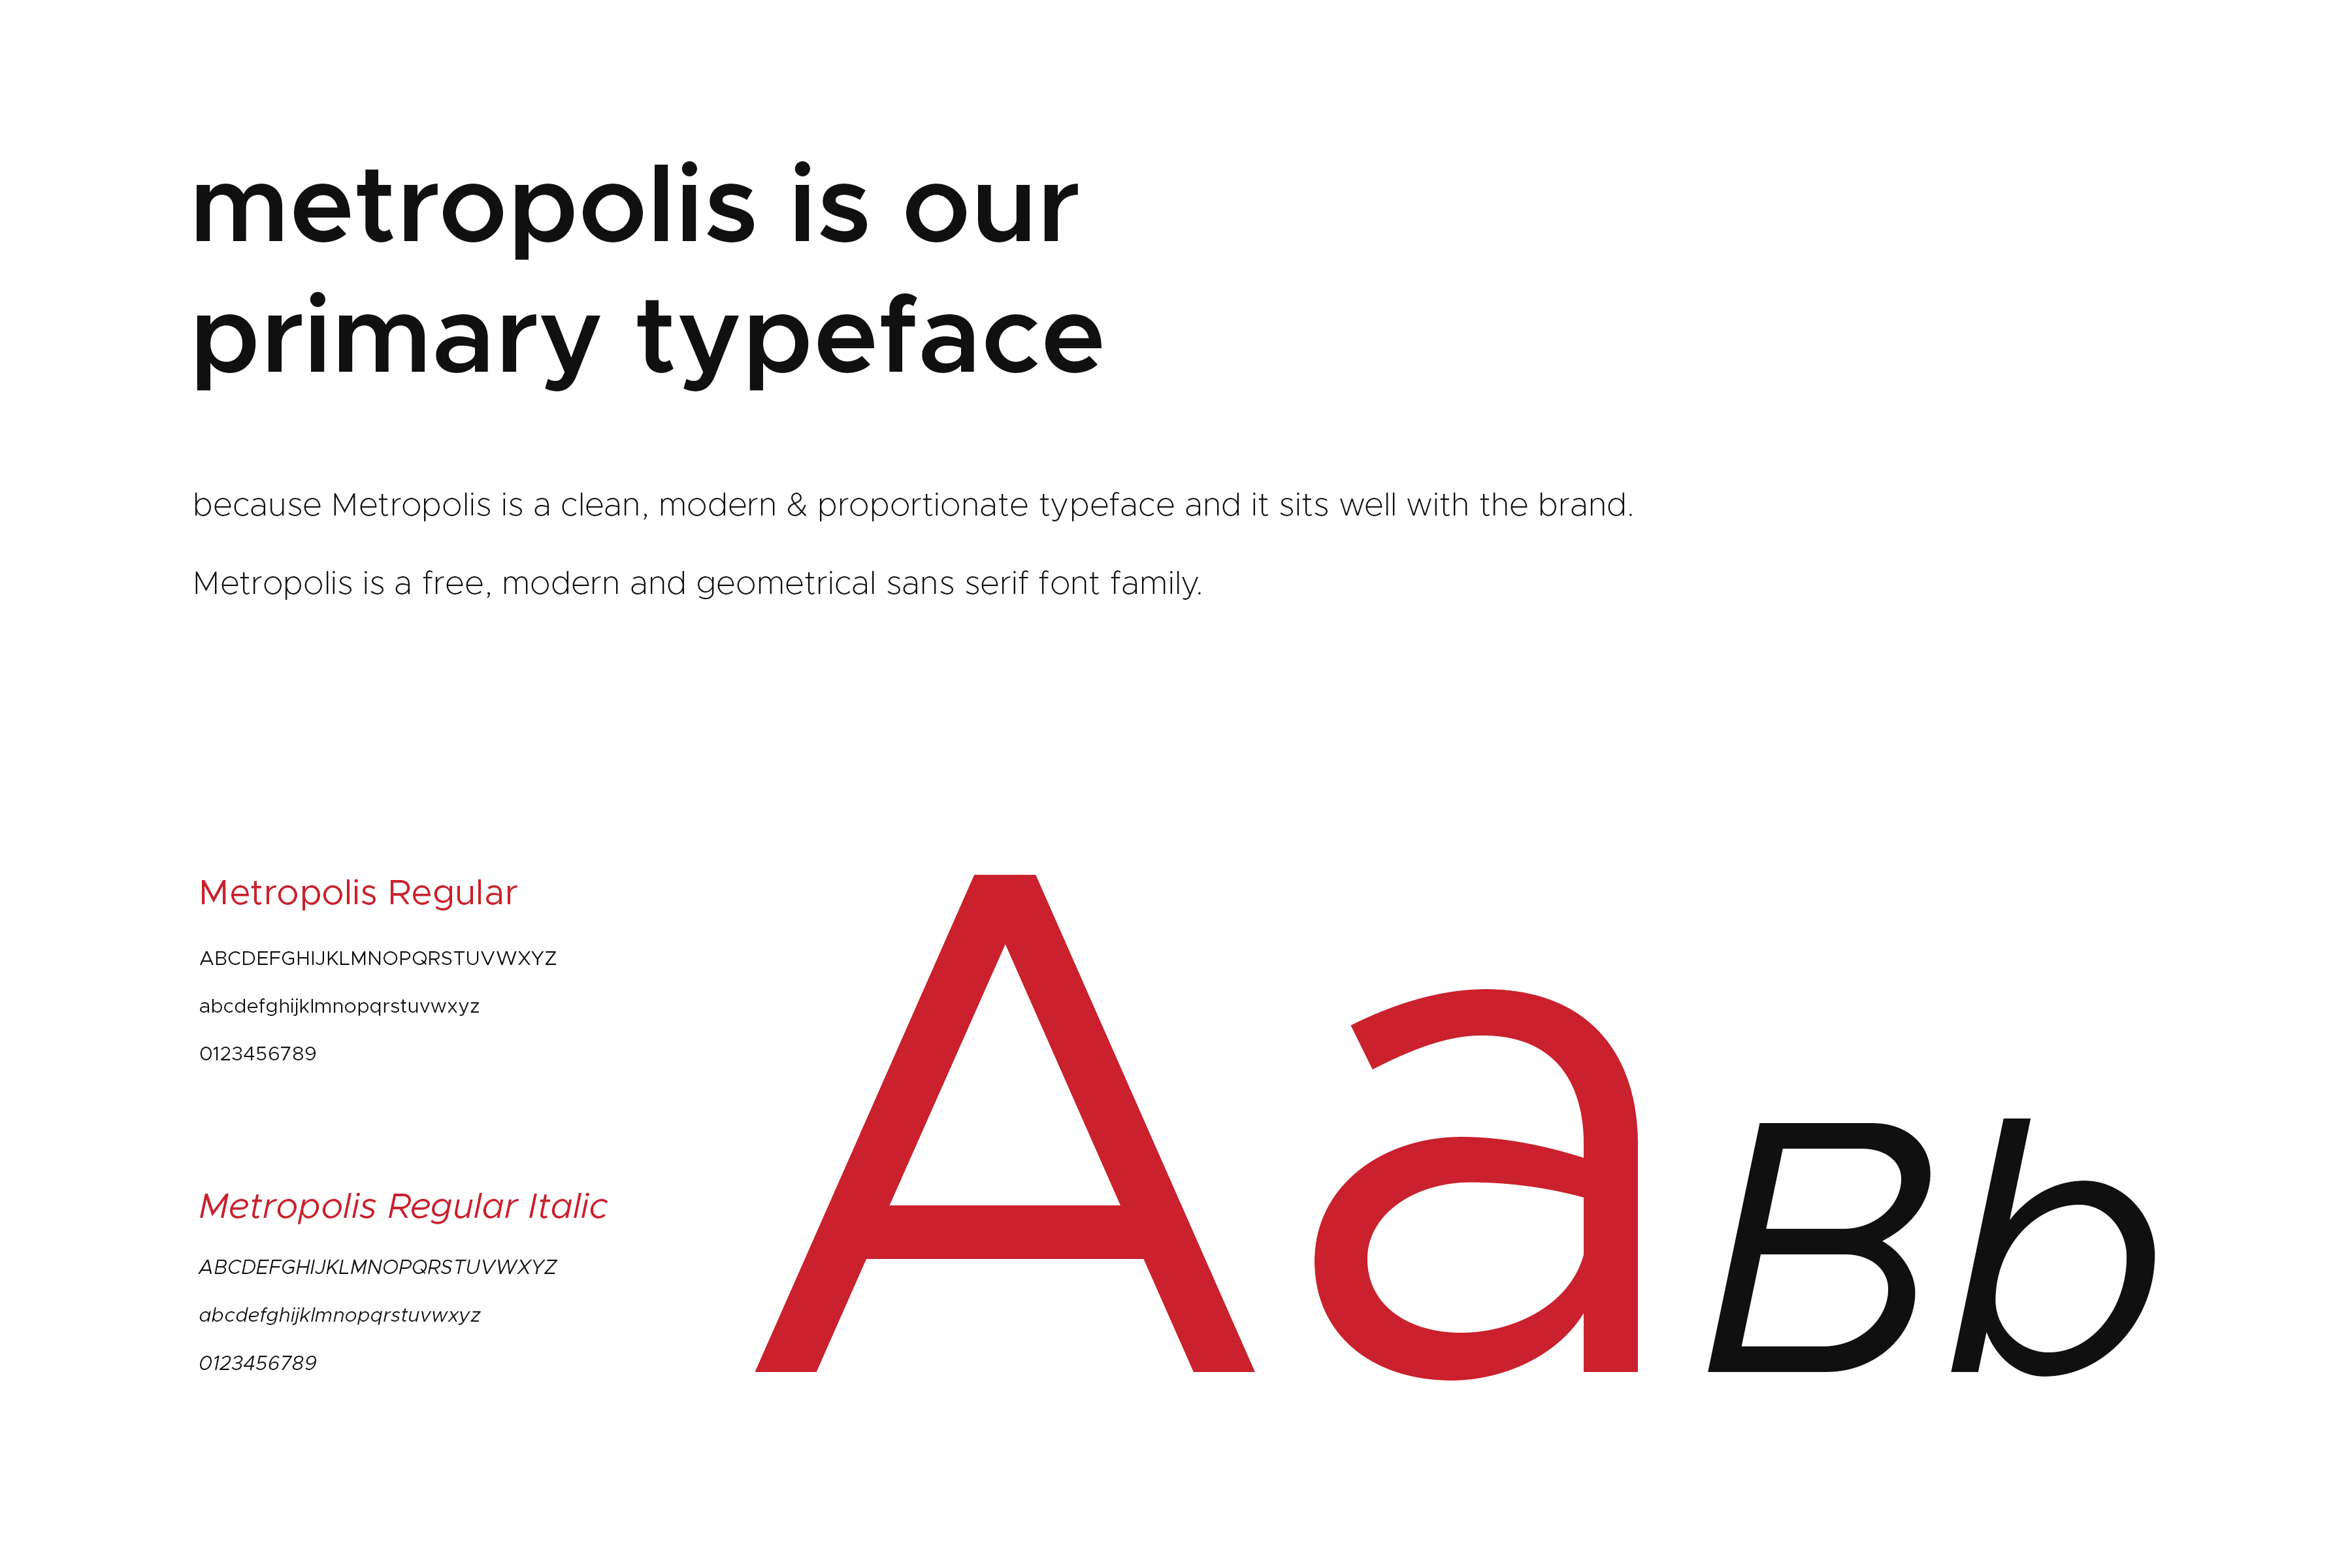 metropolis is our
primary typeface
because Metropolis is a clean, modern & proportionate typeface and it sits well with the brand.
Metropolis is a free, modern and geometrical sans serif font family.
Metropolis Regular
ABCDEFGHIJKLMNOPQRSTUVWXYZ
abcdefghijklmnopqrstuvwxyz
0123456789
Metropolis Regular Italic
ABCDEFGHIJKLMNOPQRSTUVWXYZ
abcdefghijklmnopqrstuvwxyz
0123456789
Aa Bb